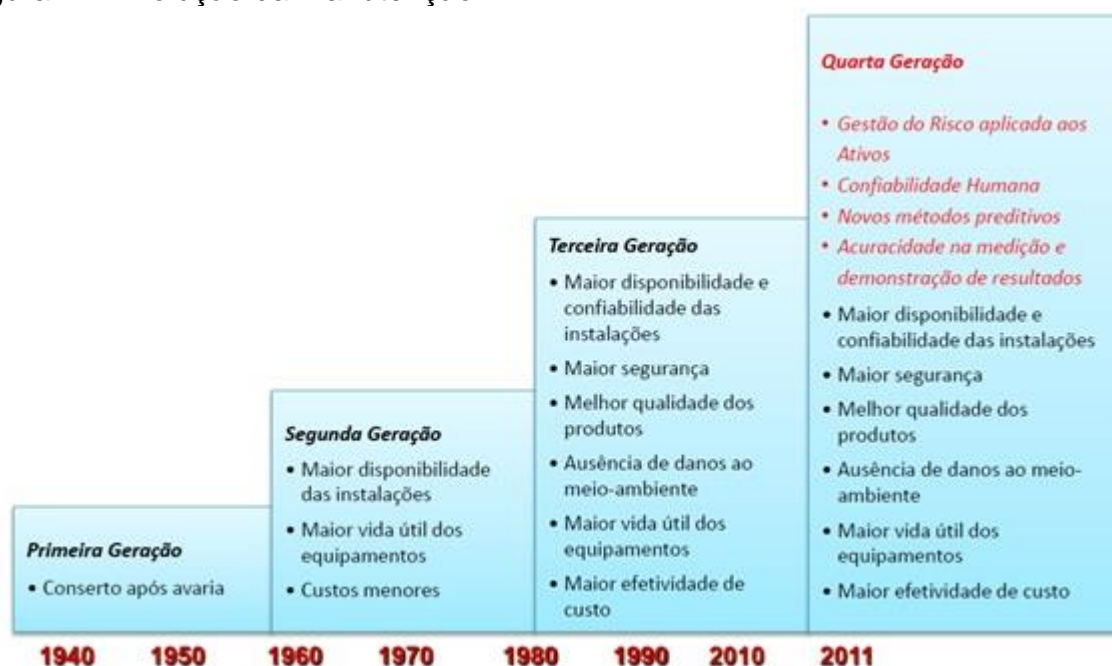 Primeira Geração
• Conserto após avaria
Segunda Geração
• Maior disponibilidade
das instalações
• Maior vida útil dos
equipamentos
• Custos menores
Terceira Geração
• Maior disponibilidade e
confiabilidade das
instalações
• Maior segurança
• Melhor qualidade dos
produtos
• Ausência de danos ao
meio-ambiente
• Maior vida útil dos
equipamentos
• Maior efetividade de
custo
Quarta Geração
• Gestão do Risco aplicada aos
Ativos
• Confiabilidade Humana
• Novos métodos preditivos
• Acuracidade na medição e
demonstração de resultados
• Maior disponibilidade e
confiabilidade das instalações
• Maior segurança
• Melhor qualidade dos
produtos
• Ausência de danos ao meio-
ambiente
• Maior vida útil dos
equipamentos
• Maior efetividade de custo
1940 1950 1960 1970 1980 1990 2010 2011